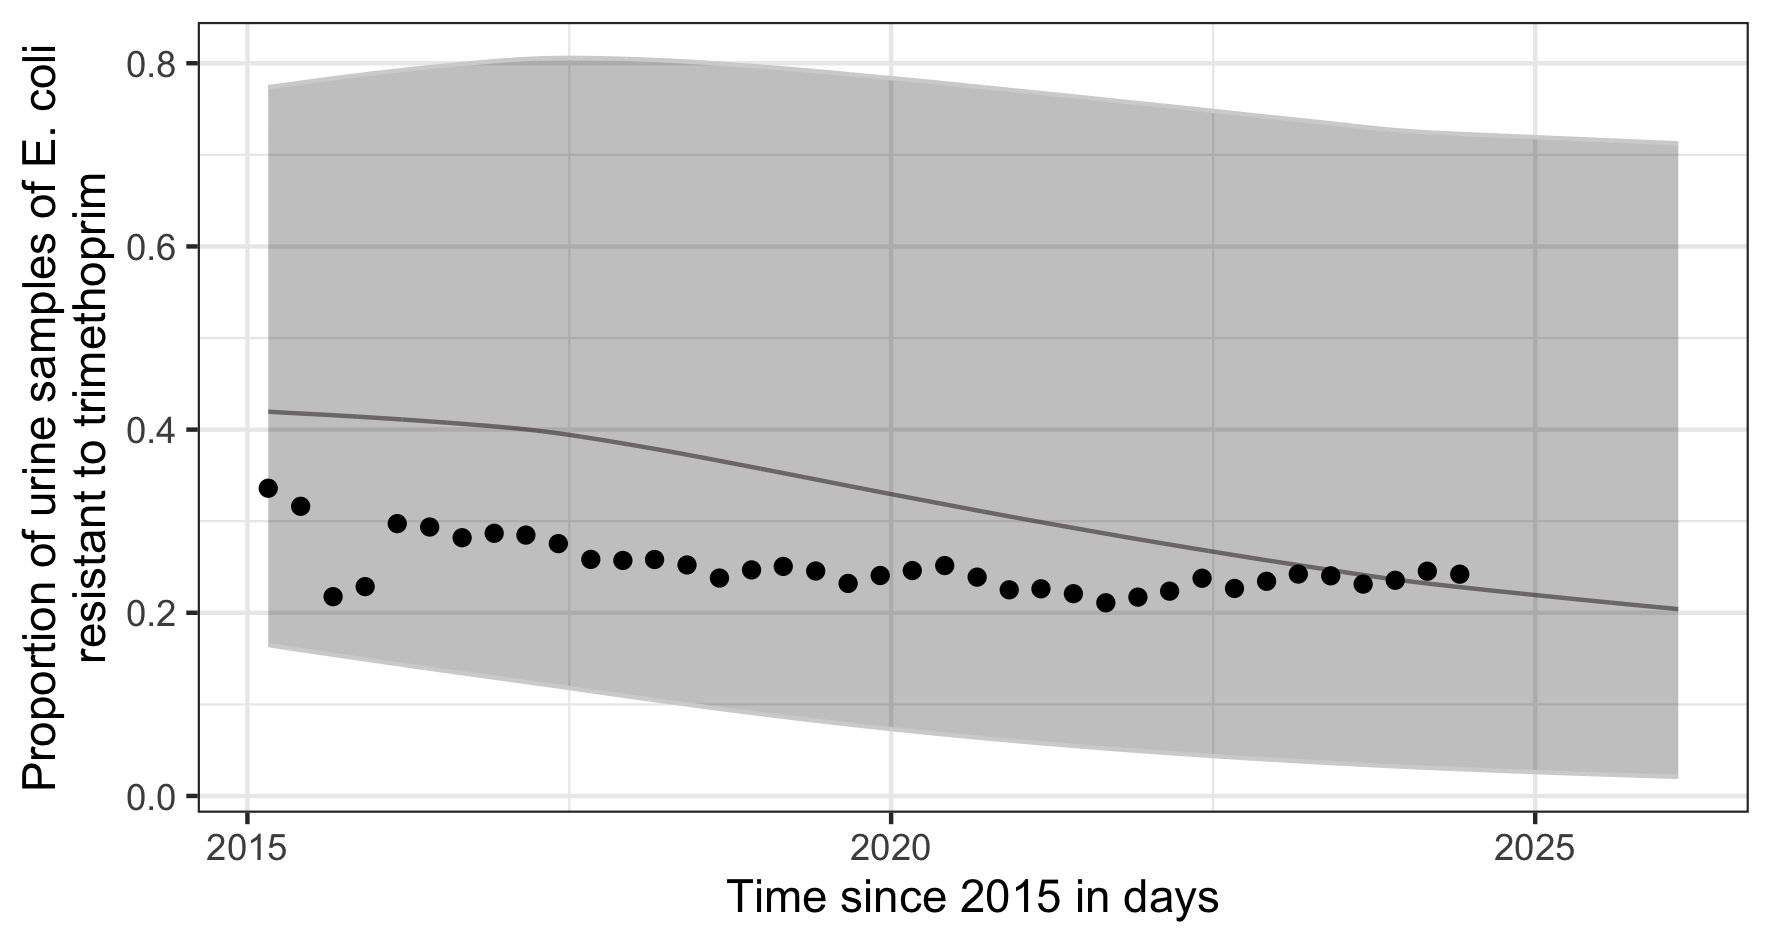 Proportion of urine samples of E. coli
resistant to trimethoprim
0.8
0.6
0.4
0.2
0.0
2015 2020 2025
Time since 2015 in days